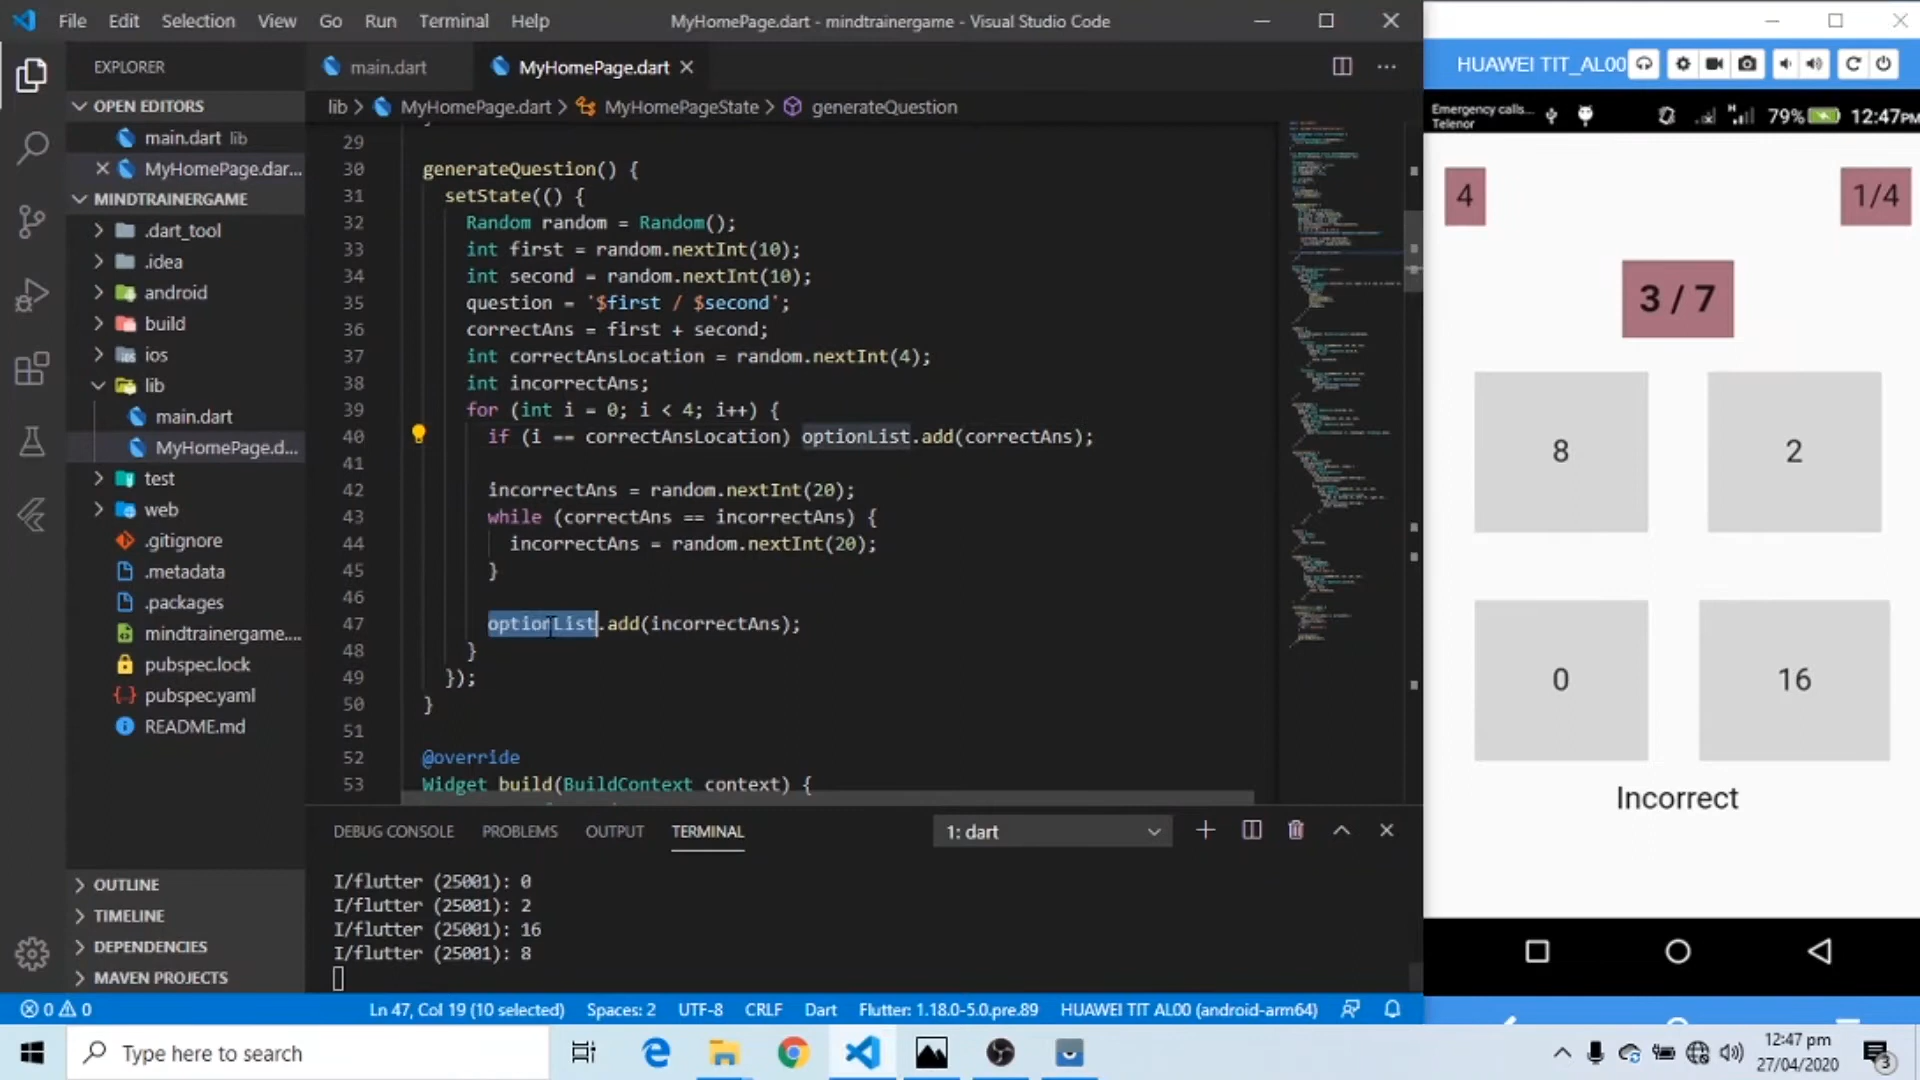 File Edit Selection View Go Run Terminal Help
MyHomePage.dart - mindtrainergame - Visual Studio Code
EXPLORER
OPEN EDITORS
main.dart lib
MyHomePage.dar...
MINDTRAINERGAME
.dart_tool
.idea
android
build
ios
lib
main.dart
MyHomePage.d...
test
web
.gitignore
.metadata
.packages
mindtrainergame....
pubspec.lock
pubspec.yaml
README.md
OUTLINE
TIMELINE
DEPENDENCIES
MAVEN PROJECTS
main.dart
MyHomePage.dart
lib > MyHomePage.dart > MyHomePageState > generateQuestion
29
30 generateQuestion() {
31 setState(() {
32 Random random = Random();
33 int first = random.nextInt(10);
34 int second = random.nextInt(10);
35 question = '$first / $second';
36 correctAns = first + second;
37 int correctAnsLocation = random.nextInt(4);
38 int incorrectAns;
39 for (int i = 0; i < 4; i++) {
40 if (i == correctAnsLocation) optionList.add(correctAns);
41
42 incorrectAns = random.nextInt(20);
43 while (correctAns == incorrectAns) {
44 incorrectAns = random.nextInt(20);
45 }
46
47 optionList.add(incorrectAns);
48 }
49 });
50 }
51
52 @override
53 Widget build(BuildContext context) {
DEBUG CONSOLE PROBLEMS OUTPUT TERMINAL
1: dart
I/flutter (25001): 0
I/flutter (25001): 2
I/flutter (25001): 16
I/flutter (25001): 8
0 0
Ln 47, Col 19 (10 selected) Spaces: 2 UTF-8 CRLF Dart Flutter: 1.18.0-5.0.pre.89 HUAWEI TIT AL00 (android-arm64)
HUAWEI TIT_AL00
Emergency calls...
Telenor
H
79%
12:47PM
4
1/4
3 / 7
8
2
0
16
Incorrect
Type here to search
12:47 pm
27/04/2020
3